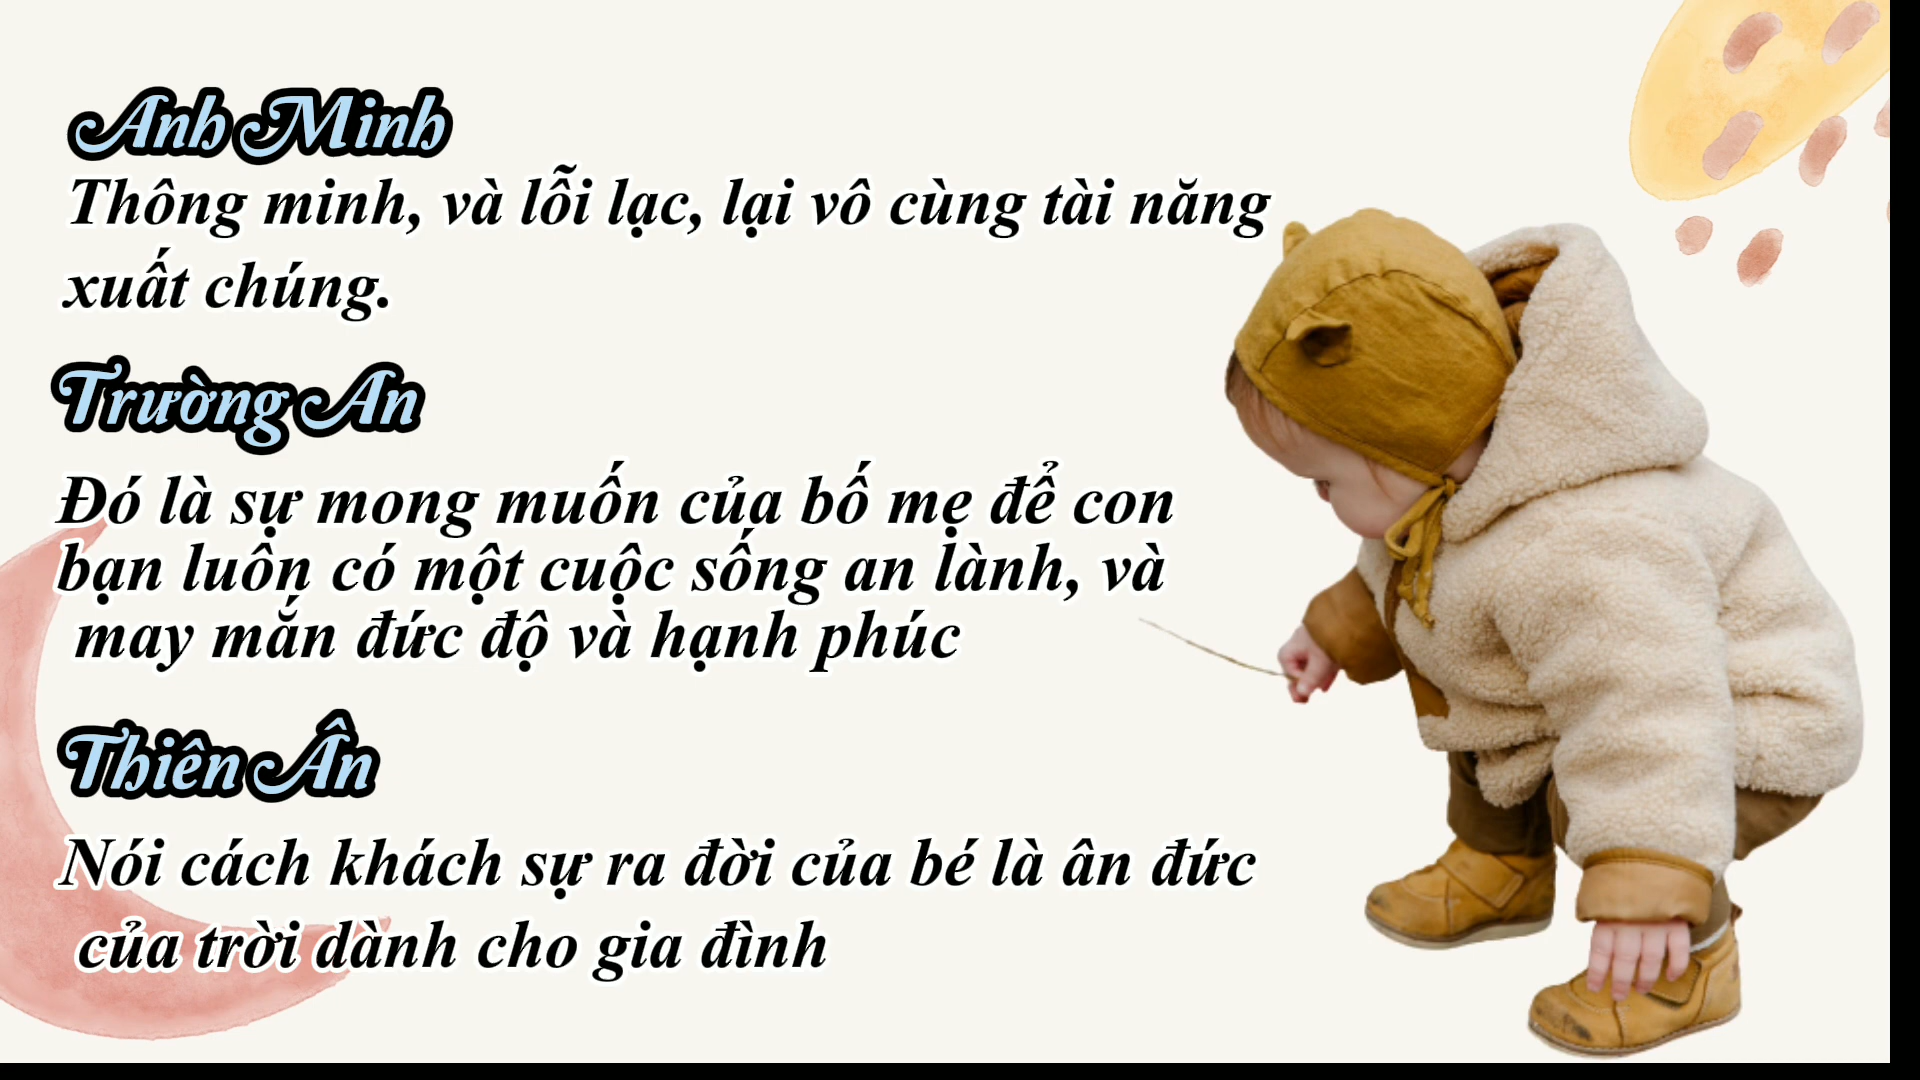 Anh Minh
Thông minh, và lỗi lạc, lại vô cùng tài năng
xuất chúng.
Trường An
Đó là sự mong muốn của bố mẹ để con
bạn luôn có một cuộc sống an lành, và
may mắn đức độ và hạnh phúc
Thiên Ân
Nói cách khách sự ra đời của bé là ân đức
của trời dành cho gia đình